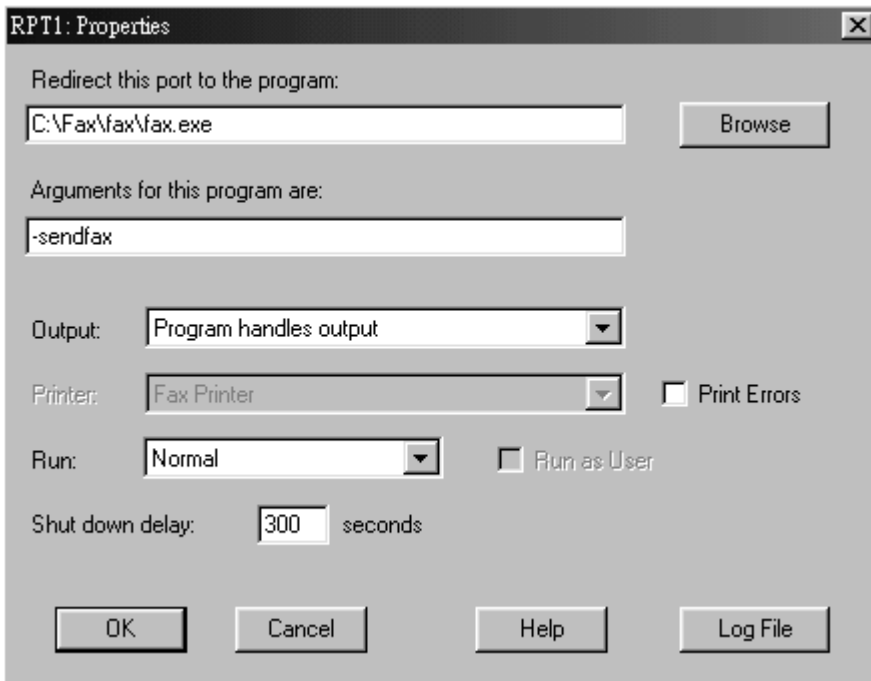 RPT1: Properties
Redirect this port to the program:
C:\Fax\fax\fax.exe
Browse
Arguments for this program are:
-sendfax
Output: Program handles output
Printer: Fax Printer Print Errors
Run: Normal Run as User
Shut down delay: 300 seconds
OK Cancel Help Log File